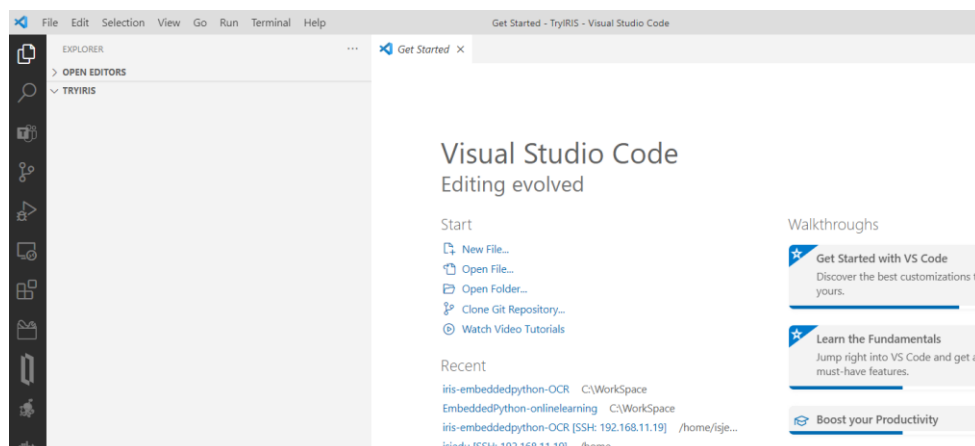 File Edit Selection View Go Run Terminal Help
Get Started - TryIRIS - Visual Studio Code
EXPLORER
Get Started
OPEN EDITORS
TRYIRIS
Visual Studio Code
Editing evolved
Start
New File...
Open File...
Open Folder...
Clone Git Repository...
Watch Video Tutorials
Recent
iris-embeddedpython-OCR C:\WorkSpace
EmbeddedPython-onlinelearning C:\WorkSpace
iris-embeddedpython-OCR [SSH: 192.168.11.19] /home/isje...
Walkthroughs
Get Started with VS Code
Discover the best customizations
yours.
Learn the Fundamentals
Jump right into VS Code and get
must-have features.
Boost your Productivity